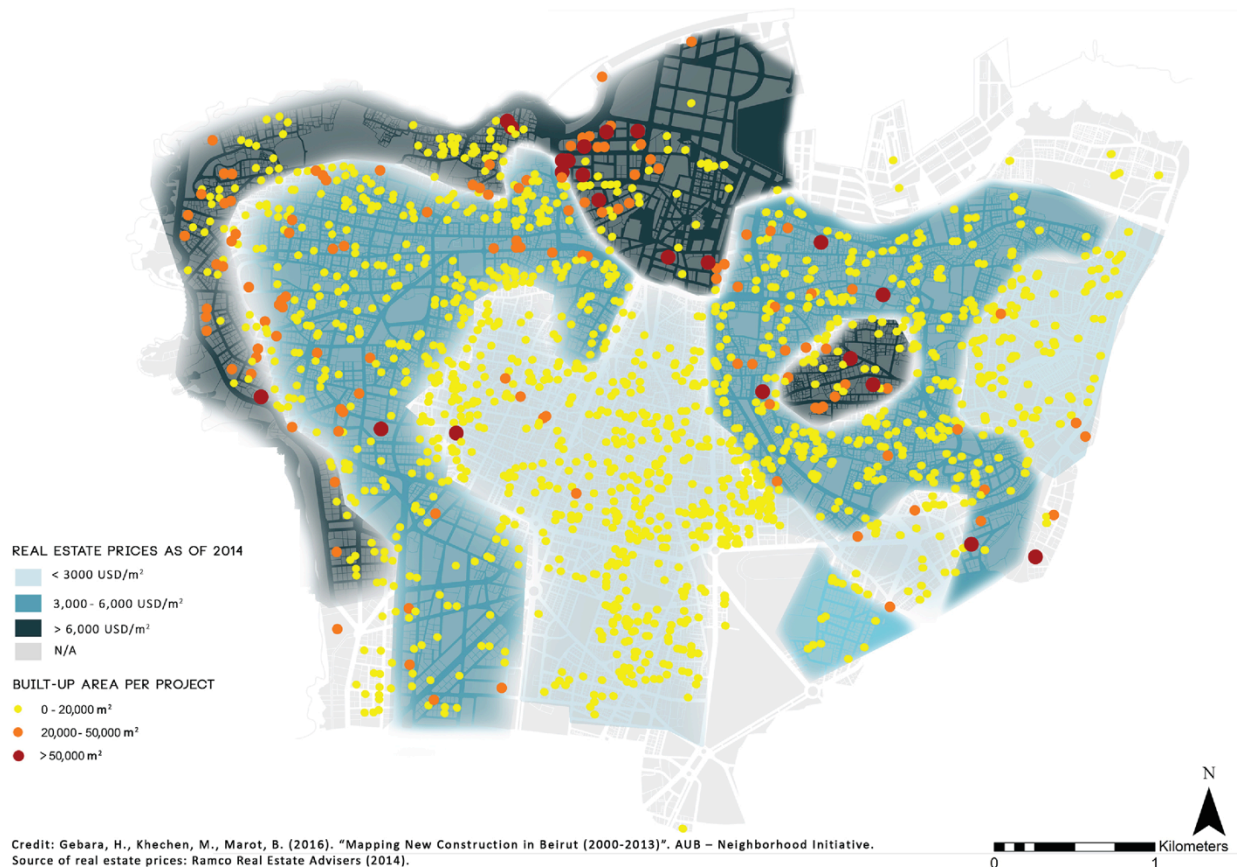 REAL ESTATE PRICES AS OF 2014
< 3000 USD/m²
3,000 - 6,000 USD/m²
> 6,000 USD/m²
N/A
BUILT-UP AREA PER PROJECT
0 - 20,000 m²
20,000 - 50,000 m²
>50,000 m²
N
Kilometers
0 1
Credit: Gebara, H., Khechen, M., Marot, B. (2016). "Mapping New Construction in Beirut (2000-2013)". AUB – Neighborhood Initiative.
Source of real estate prices: Ramco Real Estate Advisers (2014).